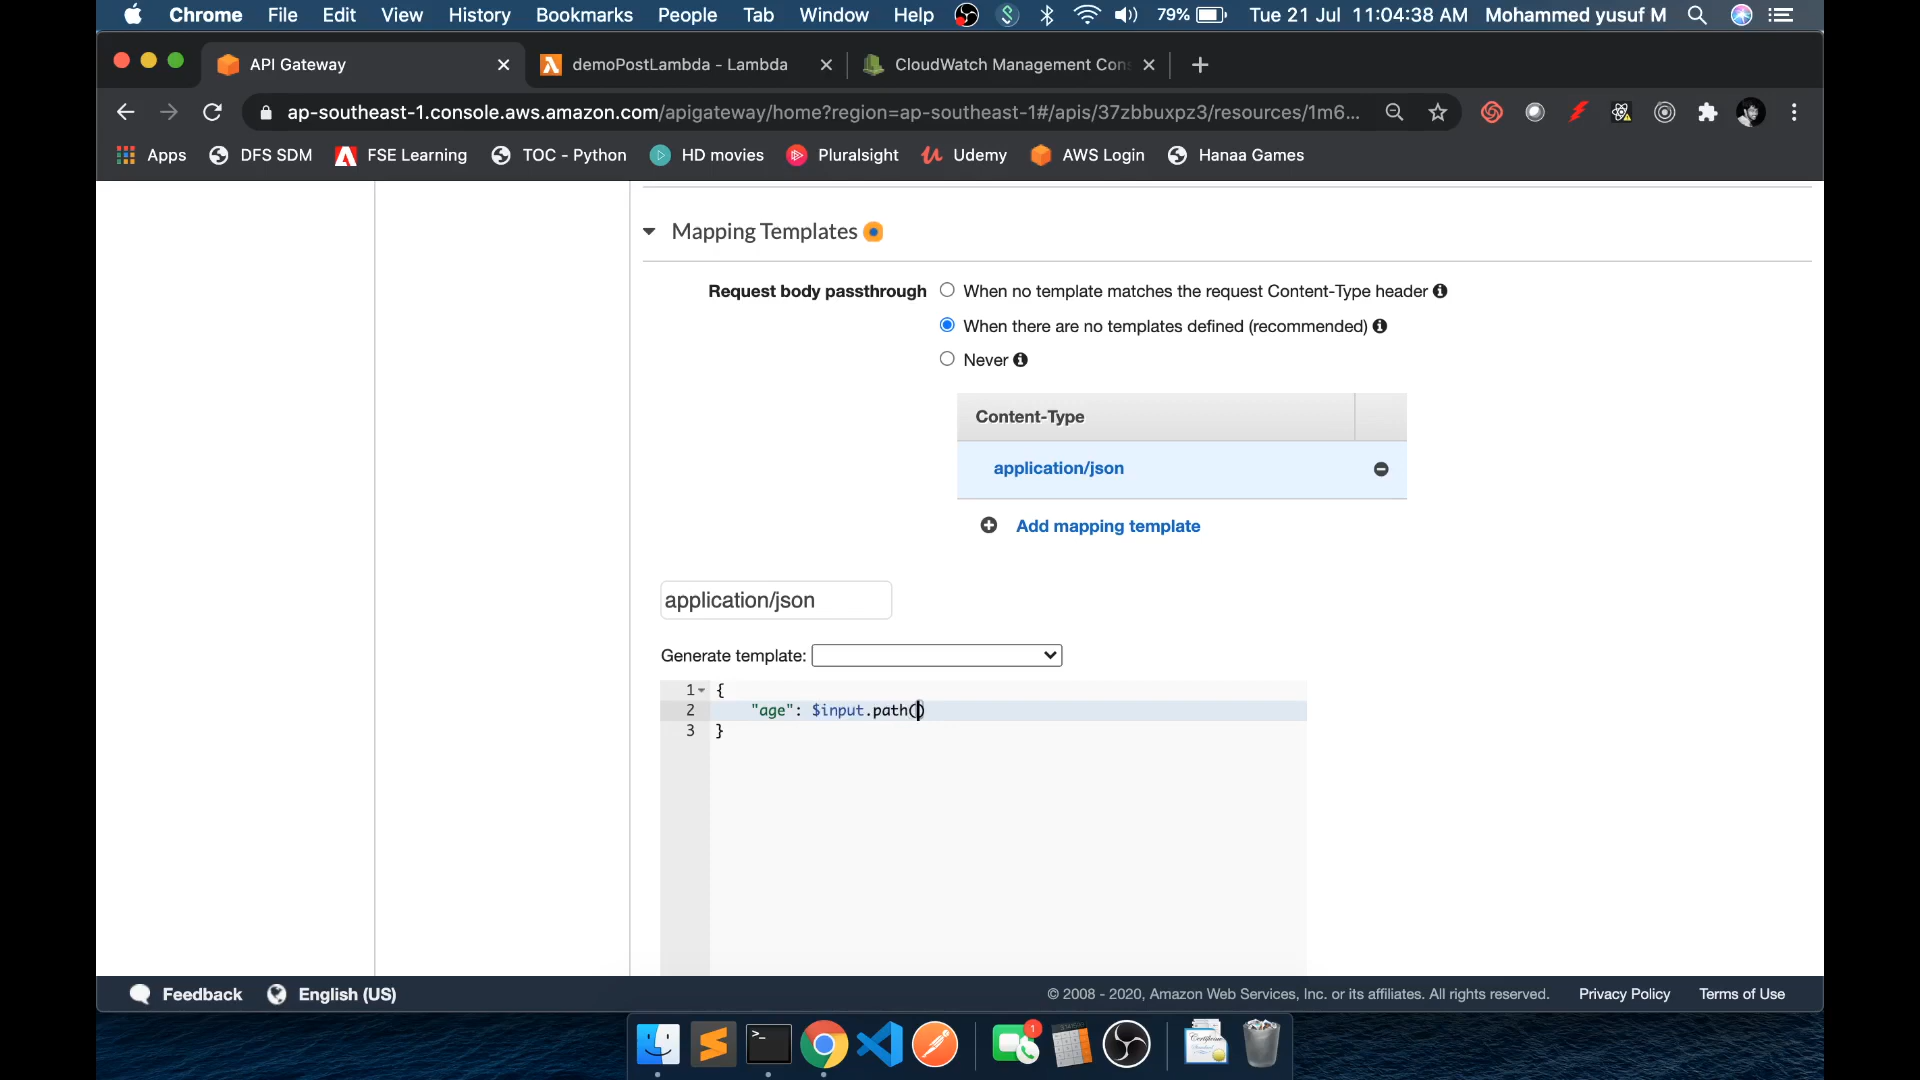 Chrome File Edit View History Bookmarks People Tab Window Help 79% Tue 21 Jul 11:04:38 AM Mohammed yusuf M
API Gateway demoPostLambda - Lambda CloudWatch Management Con
ap-southeast-1.console.aws.amazon.com/apigateway/home?region=ap-southeast-1#/apis/37zbbuxpz3/resources/1m6...
Apps DFS SDM FSE Learning TOC - Python HD movies Pluralsight Udemy AWS Login Hanaa Games
Mapping Templates
Request body passthrough When no template matches the request Content-Type header
When there are no templates defined (recommended)
Never
Content-Type
application/json
Add mapping template
application/json
Generate template:
1 {
2 "age": $input.path()
3 }
Feedback English (US) © 2008 - 2020, Amazon Web Services, Inc. or its affiliates. All rights reserved. Privacy Policy Terms of Use
1